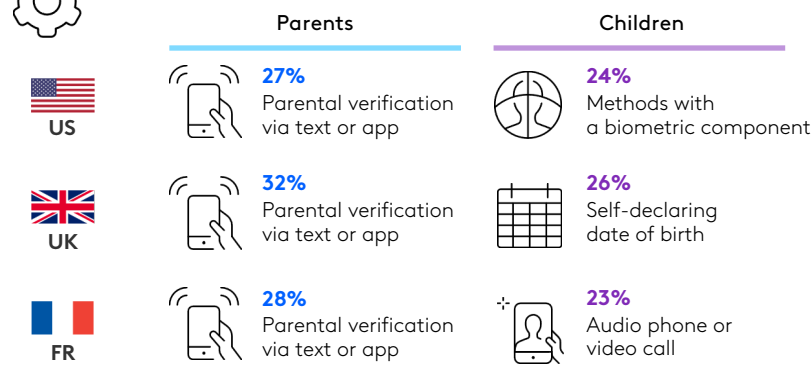 Parents
Children
27%
Parental verification
via text or app
24%
Methods with
a biometric component
US
32%
Parental verification
via text or app
26%
Self-declaring
date of birth
UK
28%
Parental verification
via text or app
23%
Audio phone or
video call
FR